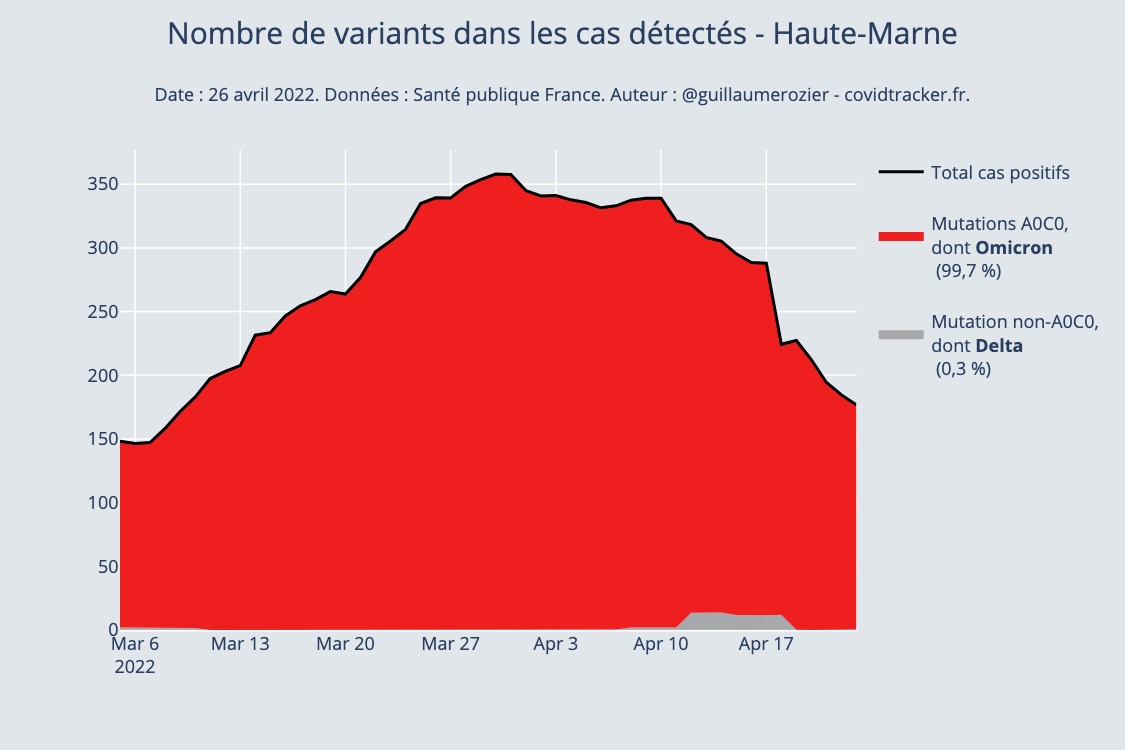 Nombre de variants dans les cas détectés - Haute-Marne
Date : 26 avril 2022. Données : Santé publique France. Auteur : @guillaumerozier - covidtracker.fr.
350
300
250
200
150
100
50
0
Mar 6
2022
Mar 13
Mar 20
Mar 27
Apr 3
Apr 10
Apr 17
Total cas positifs
Mutations A0C0,
dont Omicron
(99,7 %)
Mutation non-A0C0,
dont Delta
(0,3 %)